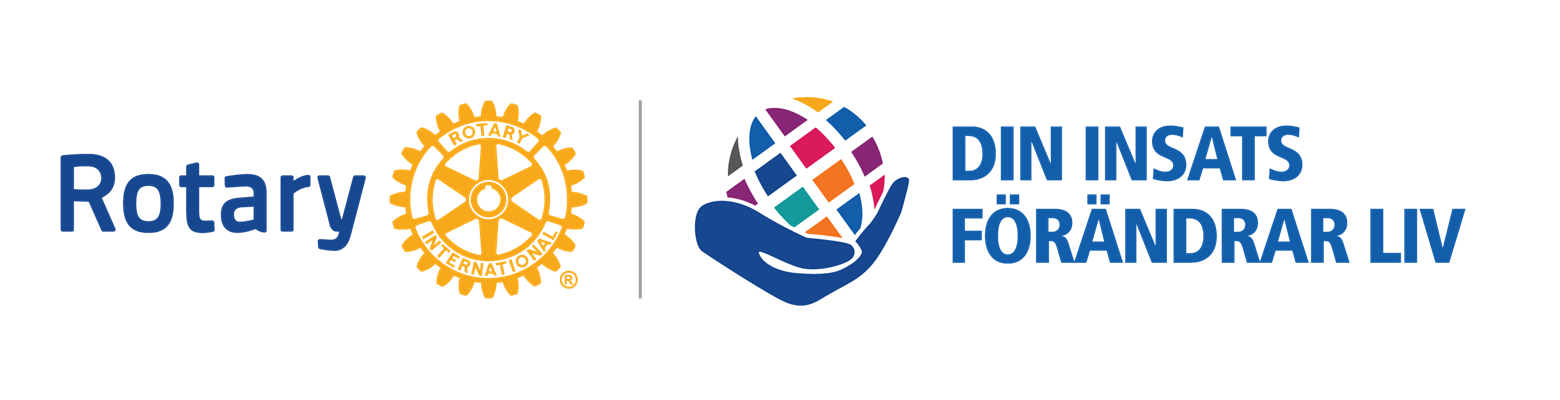 Rotary
ROTARY
INTERNATIONAL
®
DIN INSATS
FÖRÄNDRAR LIV